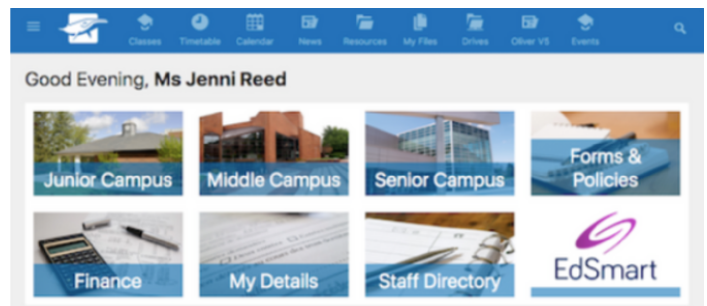 Classes Timetable Calendar News Resources My Files Drives Oliver V5 Events
Good Evening, Ms Jenni Reed
Junior Campus Middle Campus Senior Campus Forms &
Policies
Finance My Details Staff Directory EdSmart